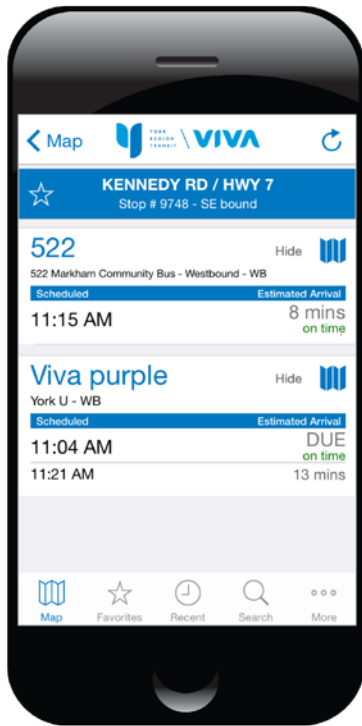 Map
YORK
REGION
TRANSIT
VIVA
KENNEDY RD / HWY 7
Stop # 9748 - SE bound
522
Hide
522 Markham Community Bus - Westbound - WB
Scheduled Estimated Arrival
11:15 AM 8 mins
on time
Viva purple
Hide
York U - WB
Scheduled Estimated Arrival
11:04 AM DUE
on time
11:21 AM 13 mins
Map Favorites Recent Search More